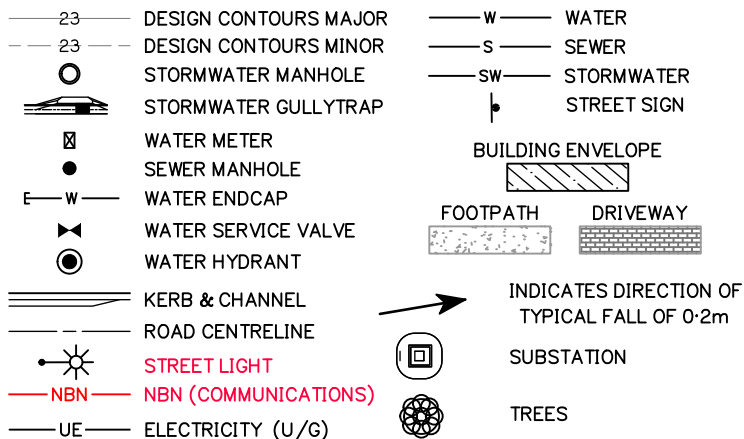 23 DESIGN CONTOURS MAJOR
23 DESIGN CONTOURS MINOR
STORMWATER MANHOLE
STORMWATER GULLYTRAP
WATER METER
SEWER MANHOLE
W WATER ENDCAP
WATER SERVICE VALVE
WATER HYDRANT
KERB & CHANNEL
ROAD CENTRELINE
STREET LIGHT
NBN NBN (COMMUNICATIONS)
UE ELECTRICITY (U/G)
W WATER
S SEWER
SW STORMWATER
STREET SIGN
BUILDING ENVELOPE
FOOTPATH
DRIVEWAY
INDICATES DIRECTION OF
TYPICAL FALL OF 0·2m
SUBSTATION
TREES